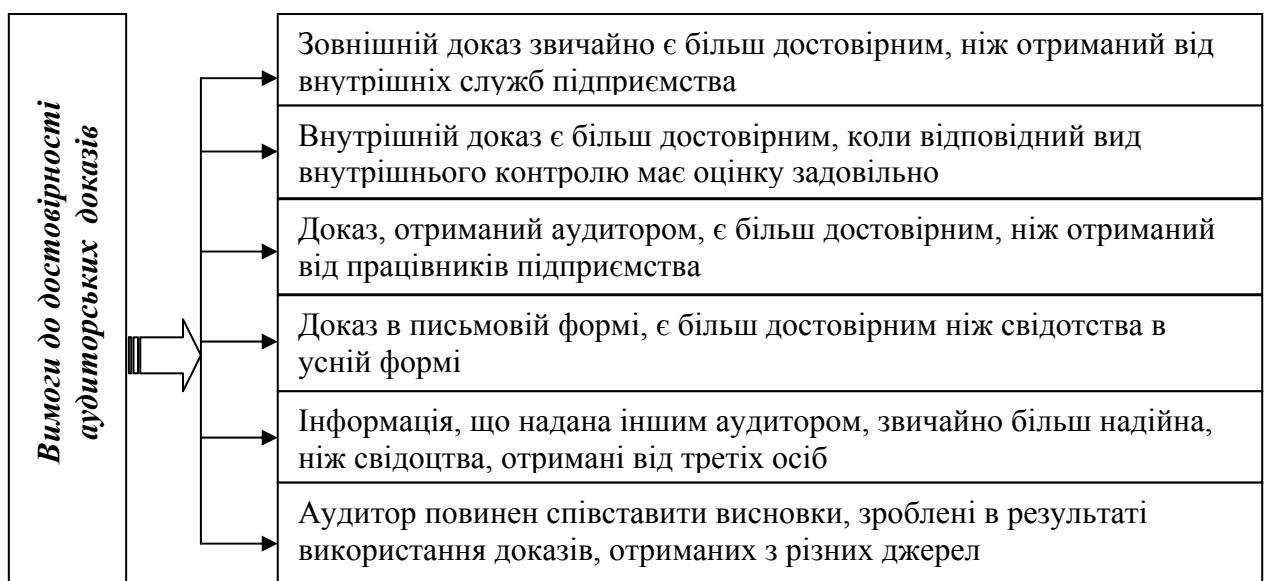 Вимоги до достовірності
аудиторських доказів
Зовнішній доказ звичайно є більш достовірним, ніж отриманий від
внутрішніх служб підприємства
Внутрішній доказ є більш достовірним, коли відповідний вид
внутрішнього контролю має оцінку задовільно
Доказ, отриманий аудитором, є більш достовірним, ніж отриманий
від працівників підприємства
Доказ в письмовій формі, є більш достовірним ніж свідотства в
усній формі
Інформація, що надана іншим аудитором, звичайно більш надійна,
ніж свідоцтва, отримані від третіх осіб
Аудитор повинен співставити висновки, зроблені в результаті
використання доказів, отриманих з різних джерел